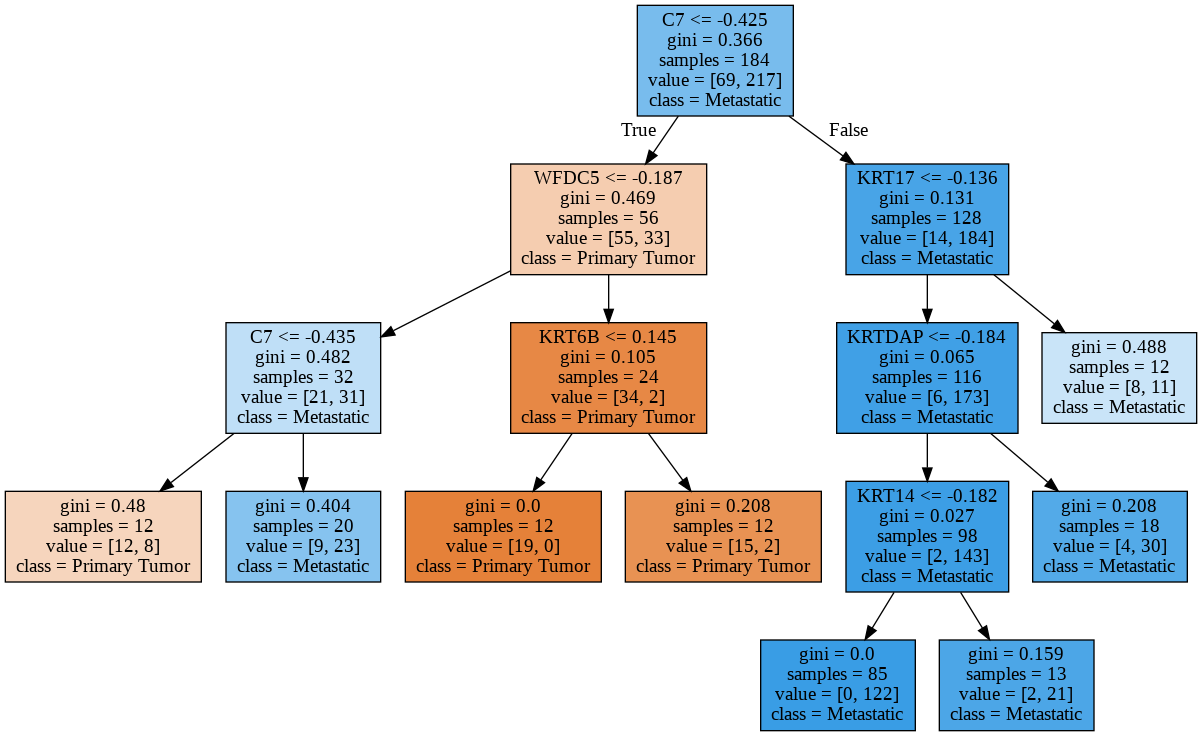 C7 <= -0.425
gini = 0.366
samples = 184
value = [69, 217]
class = Metastatic
True
False
WFDC5 <= -0.187
gini = 0.469
samples = 56
value = [55, 33]
class = Primary Tumor
KRT17 <= -0.136
gini = 0.131
samples = 128
value = [14, 184]
class = Metastatic
C7 <= -0.435
gini = 0.482
samples = 32
value = [21, 31]
class = Metastatic
KRT6B <= 0.145
gini = 0.105
samples = 24
value = [34, 2]
class = Primary Tumor
KRTDAP <= -0.184
gini = 0.065
samples = 116
value = [6, 173]
class = Metastatic
gini = 0.488
samples = 12
value = [8, 11]
class = Metastatic
gini = 0.48
samples = 12
value = [12, 8]
class = Primary Tumor
gini = 0.404
samples = 20
value = [9, 23]
class = Metastatic
gini = 0.0
samples = 12
value = [19, 0]
class = Primary Tumor
gini = 0.208
samples = 12
value = [15, 2]
class = Primary Tumor
KRT14 <= -0.182
gini = 0.027
samples = 98
value = [2, 143]
class = Metastatic
gini = 0.208
samples = 18
value = [4, 30]
class = Metastatic
gini = 0.0
samples = 85
value = [0, 122]
class = Metastatic
gini = 0.159
samples = 13
value = [2, 21]
class = Metastatic